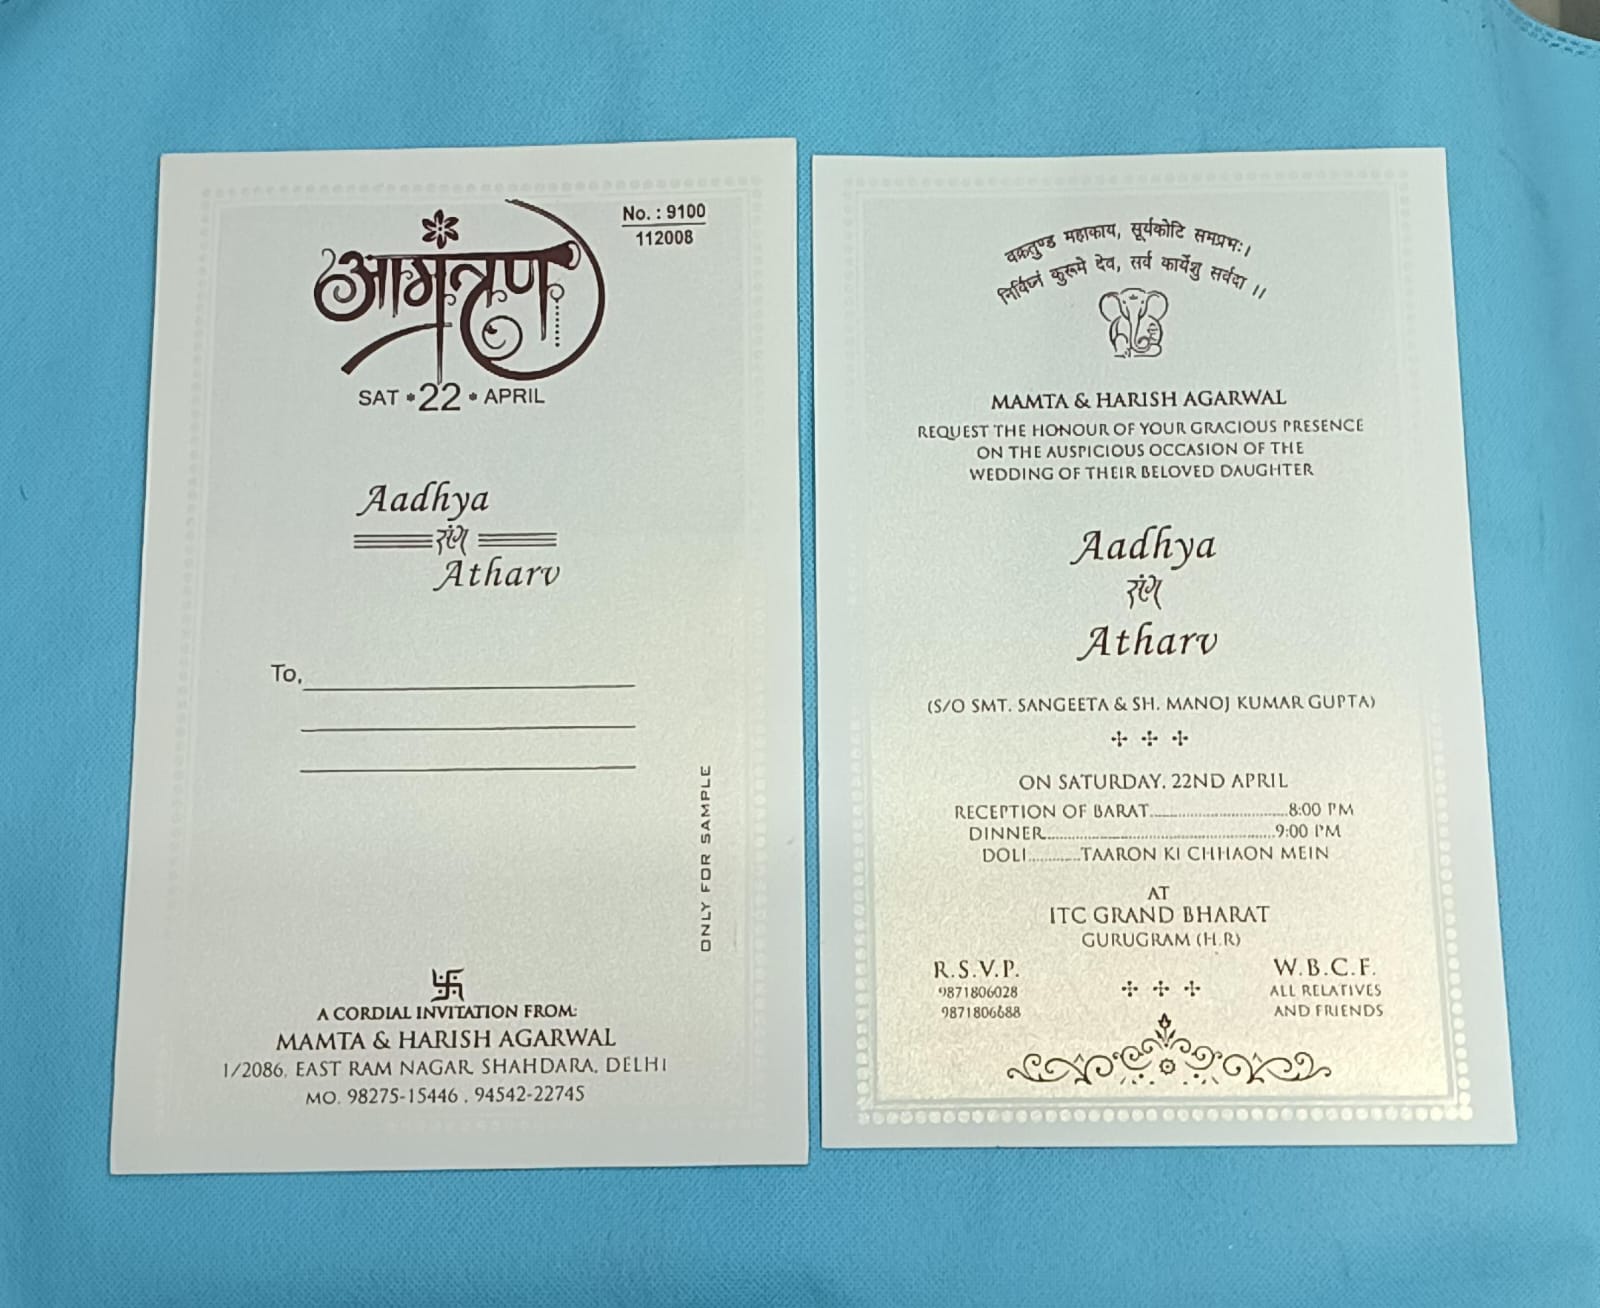 आमंत्रण
No. : 9100
112008
SAT * 22 * APRIL
Aadhya
संग
Atharv
To,
ONLY FOR SAMPLE
A CORDIAL INVITATION FROM:
MAMTA & HARISH AGARWAL
1/2086, EAST RAM NAGAR, SHAHDARA, DELHI
MO. 98275-15446 , 94542-22745
वक्रतुण्ड महाकाय, सूर्यकोटि समप्रभः।
निर्विघ्नं कुरूमे देव, सर्व कार्येशु सर्वदा ।।
MAMTA & HARISH AGARWAL
REQUEST THE HONOUR OF YOUR GRACIOUS PRESENCE
ON THE AUSPICIOUS OCCASION OF THE
WEDDING OF THEIR BELOVED DAUGHTER
Aadhya
संग
Atharv
(S/O SMT. SANGEETA & SH. MANOJ KUMAR GUPTA)
ON SATURDAY, 22ND APRIL
RECEPTION OF BARAT..............................8:00 PM
DINNER..................................................9:00 PM
DOLI............TAARON KI CHHAON MEIN
AT
ITC GRAND BHARAT
GURUGRAM (H.R)
R.S.V.P.
9871806028
9871806688
W.B.C.F.
ALL RELATIVES
AND FRIENDS